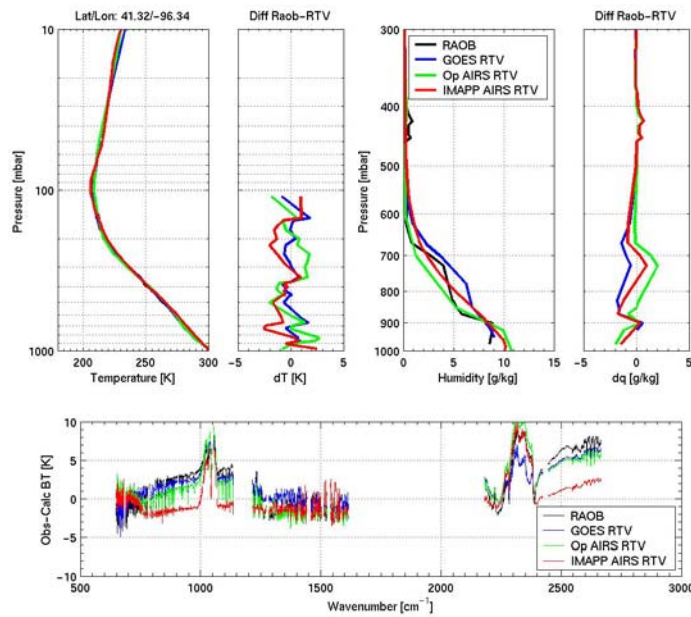 Lat/Lon: 41.32/-96.34
Diff Raob-RTV
Diff Raob-RTV
10
100
1000
Pressure [mbar]
180 200 250 300
Temperature [K]
-5 0 5
dT [K]
300
400
500
600
700
800
900
1000
Pressure [mbar]
RAOB
GOES RTV
Op AIRS RTV
IMAPP AIRS RTV
0 5 10 15
Humidity [g/kg]
-5 0 5
dq [g/kg]
10
5
0
-5
-10
Obs-Calc BT [K]
RAOB
GOES RTV
Op AIRS RTV
IMAPP AIRS RTV
500 1000 1500 2000 2500 3000
Wavenumber [cm⁻¹]